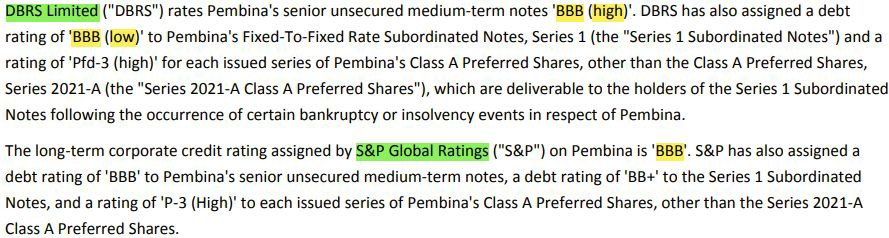 DBRS Limited ("DBRS") rates Pembina's senior unsecured medium-term notes 'BBB (high)'. DBRS has also assigned a debt
rating of 'BBB (low)' to Pembina's Fixed-To-Fixed Rate Subordinated Notes, Series 1 (the "Series 1 Subordinated Notes") and a
rating of 'Pfd-3 (high)' for each issued series of Pembina's Class A Preferred Shares, other than the Class A Preferred Shares,
Series 2021-A (the "Series 2021-A Class A Preferred Shares"), which are deliverable to the holders of the Series 1 Subordinated
Notes following the occurrence of certain bankruptcy or insolvency events in respect of Pembina.
The long-term corporate credit rating assigned by S&P Global Ratings ("S&P") on Pembina is 'BBB'. S&P has also assigned a
debt rating of 'BBB' to Pembina's senior unsecured medium-term notes, a debt rating of 'BB+' to the Series 1 Subordinated
Notes, and a rating of 'P-3 (High)' to each issued series of Pembina's Class A Preferred Shares, other than the Series 2021-A
Class A Preferred Shares.